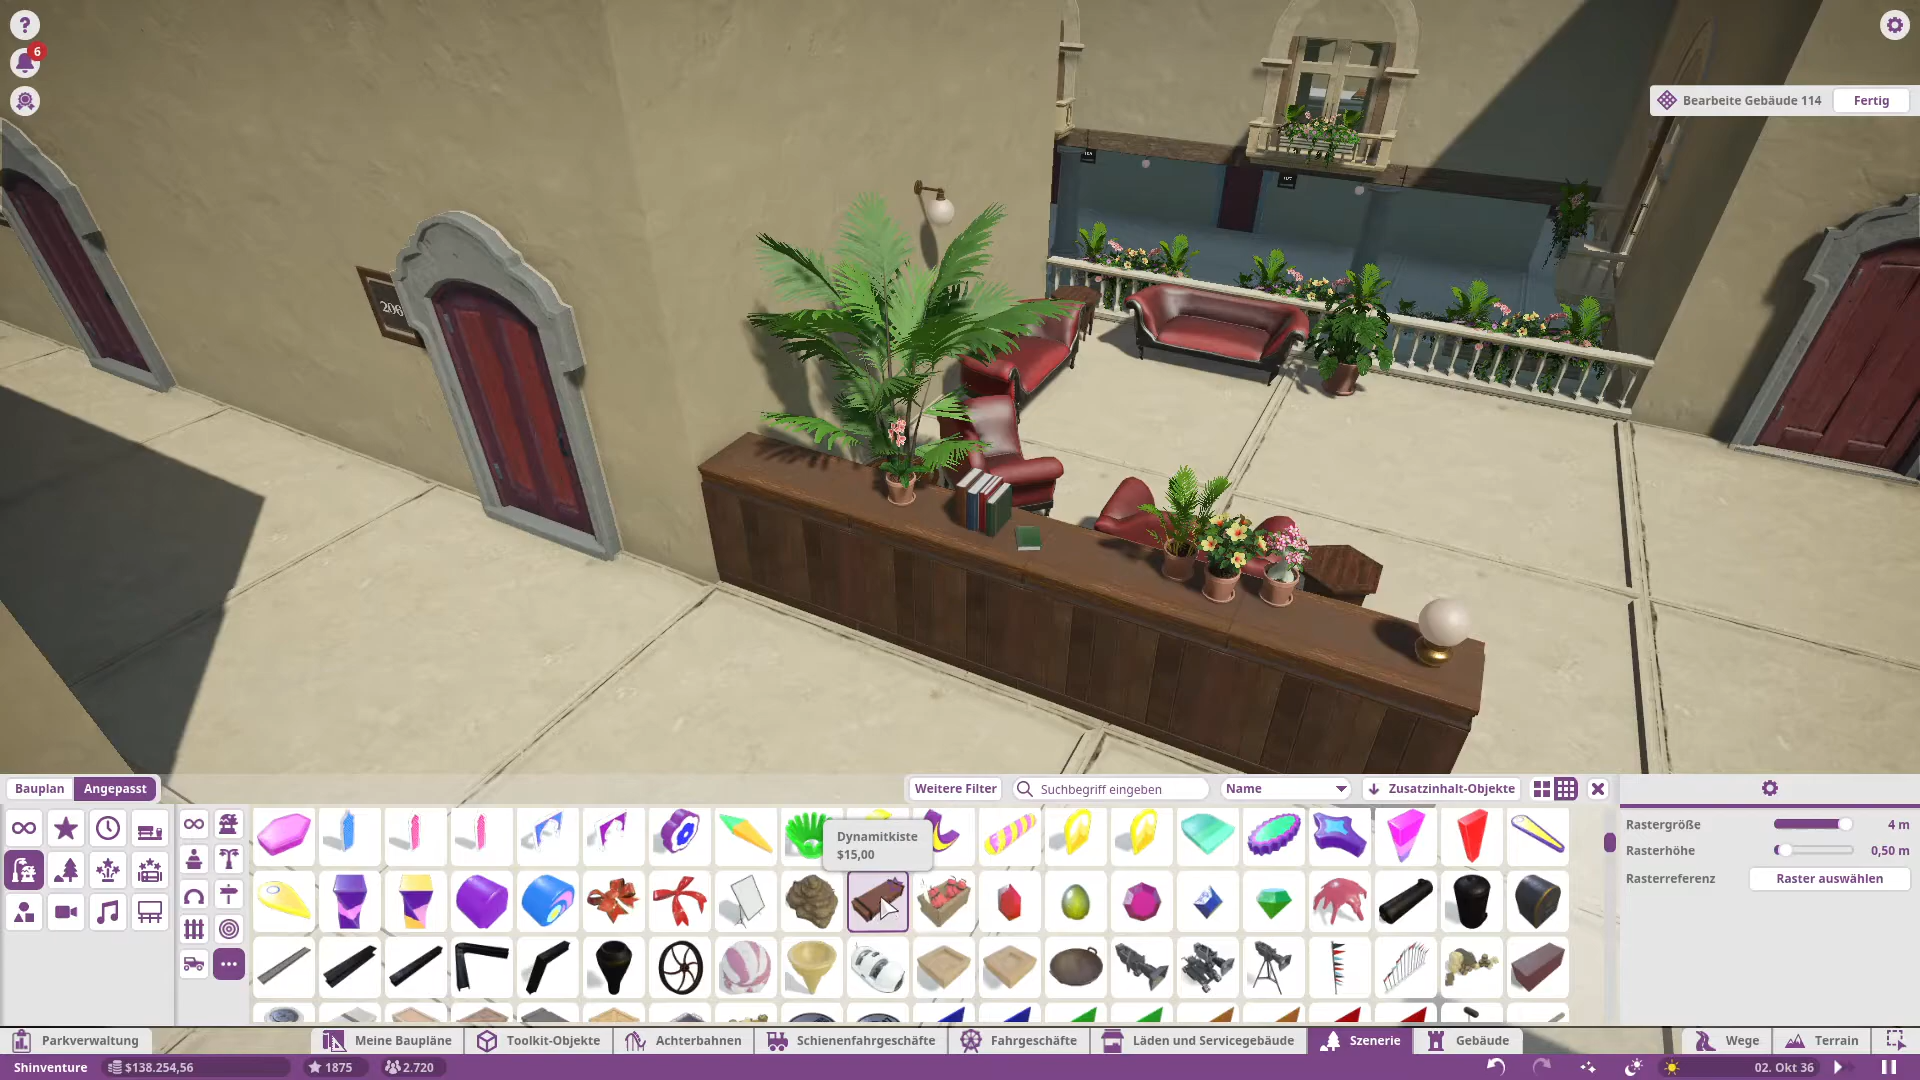 ?
6
Bearbeite Gebäude 114
Fertig
206
Bauplan
Angepasst
Weitere Filter
Suchbegriff eingeben
Name
Zusatzinhalt-Objekte
Dynamitkiste
$15,00
Rastergröße
4 m
Rasterhöhe
0,50 m
Rasterreferenz
Raster auswählen
Parkverwaltung
Meine Baupläne
Toolkit-Objekte
Achterbahnen
Schienenfahrgeschäfte
Fahrgeschäfte
Läden und Servicegebäude
Szenerie
Gebäude
Wege
Terrain
Shinventure
$138.254,56
1875
2.720
02. Okt 36